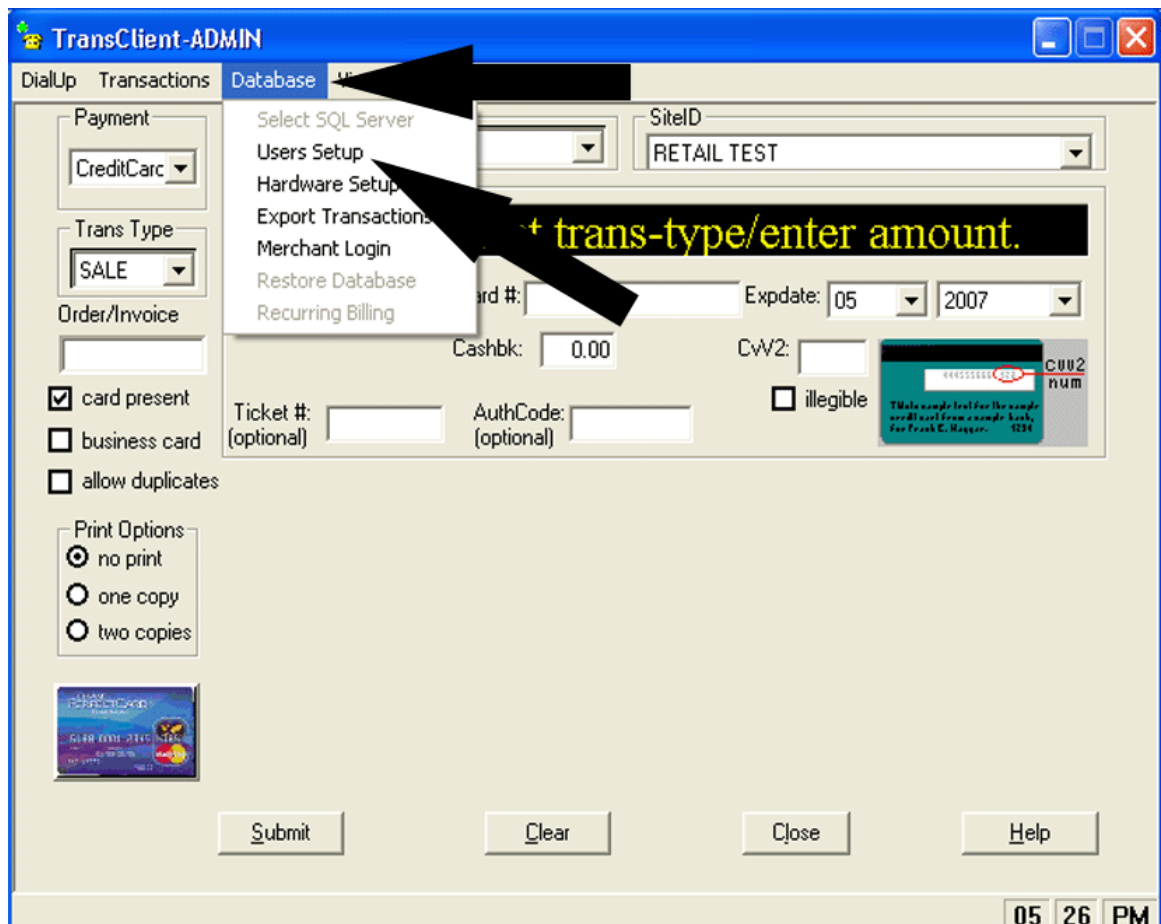 TransClient-ADMIN
DialUp Transactions Database
Payment
SiteID
CreditCarc
RETAIL TEST
Select SQL Server
Users Setup
Hardware Setup
Export Transactions
Merchant Login
Restore Database
Recurring Billing
trans-type/enter amount.
Trans Type
SALE
Order/Invoice
#:
Expdate: 05 2007
Cashbk: 0.00
CvV2:
cvv2
num
card present
business card
allow duplicates
Ticket #:
(optional)
AuthCode:
(optional)
illegible
Print Options
no print
one copy
two copies
Submit Clear Close Help
05 26 PM